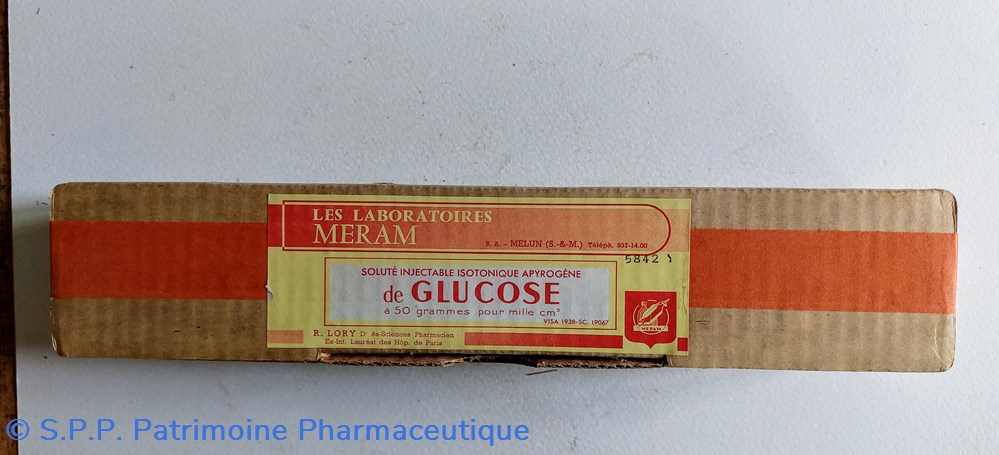 LES LABORATOIRES
MERAM
S. A. – MELUN (S.-&-M.) Téléph. 937-14.00
5842
SOLUTÉ INJECTABLE ISOTONIQUE APYROGÈNE
de GLUCOSE
à 50 grammes pour mille cm³
VISA 1938-SC. 19067
R. LORY Dr ès-Sciences Pharmacien
Ex-Int. Lauréat des Hôp. de Paris
MERAM
© S.P.P. Patrimoine Pharmaceutique